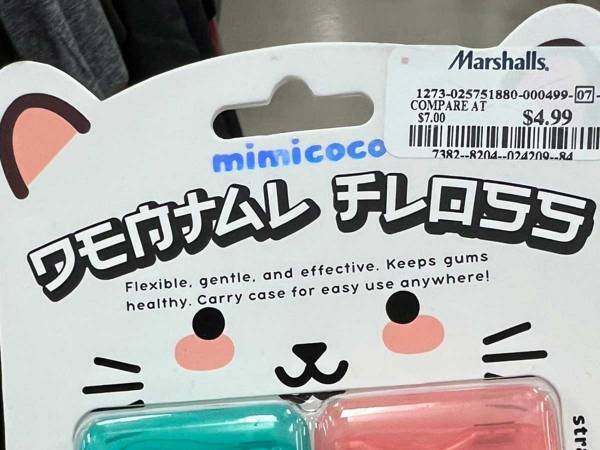 Marshalls.
1273-025751880-000499-07-
COMPARE AT
$7.00 $4.99
7382--8204--024209--84
mimicoco
DENTAL FLOSS
Flexible, gentle, and effective. Keeps gums
healthy. Carry case for easy use anywhere!